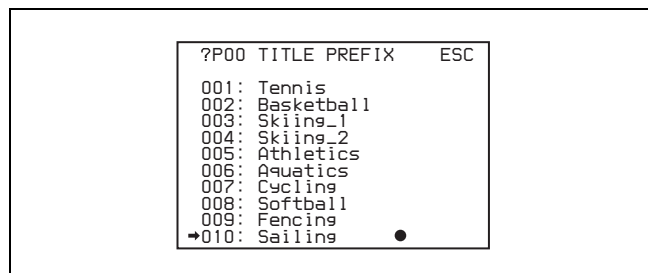 ?P00 TITLE PREFIX ESC
001: Tennis
002: Basketball
003: Skiing_1
004: Skiing_2
005: Athletics
006: Aquatics
007: Cycling
008: Softball
009: Fencing
→010: Sailing ●